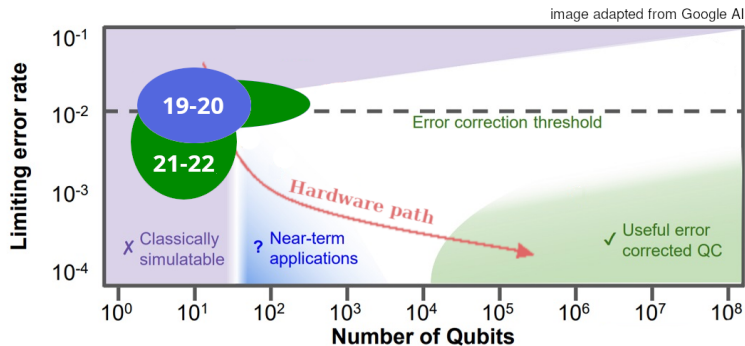 image adapted from Google AI
Limiting error rate
10-1
10-2
10-3
10-4
19-20
21-22
Error correction threshold
Hardware path
✗ Classically
simulatable
? Near-term
applications
✓ Useful error
corrected QC
100 101 102 103 104 105 106 107 108
Number of Qubits